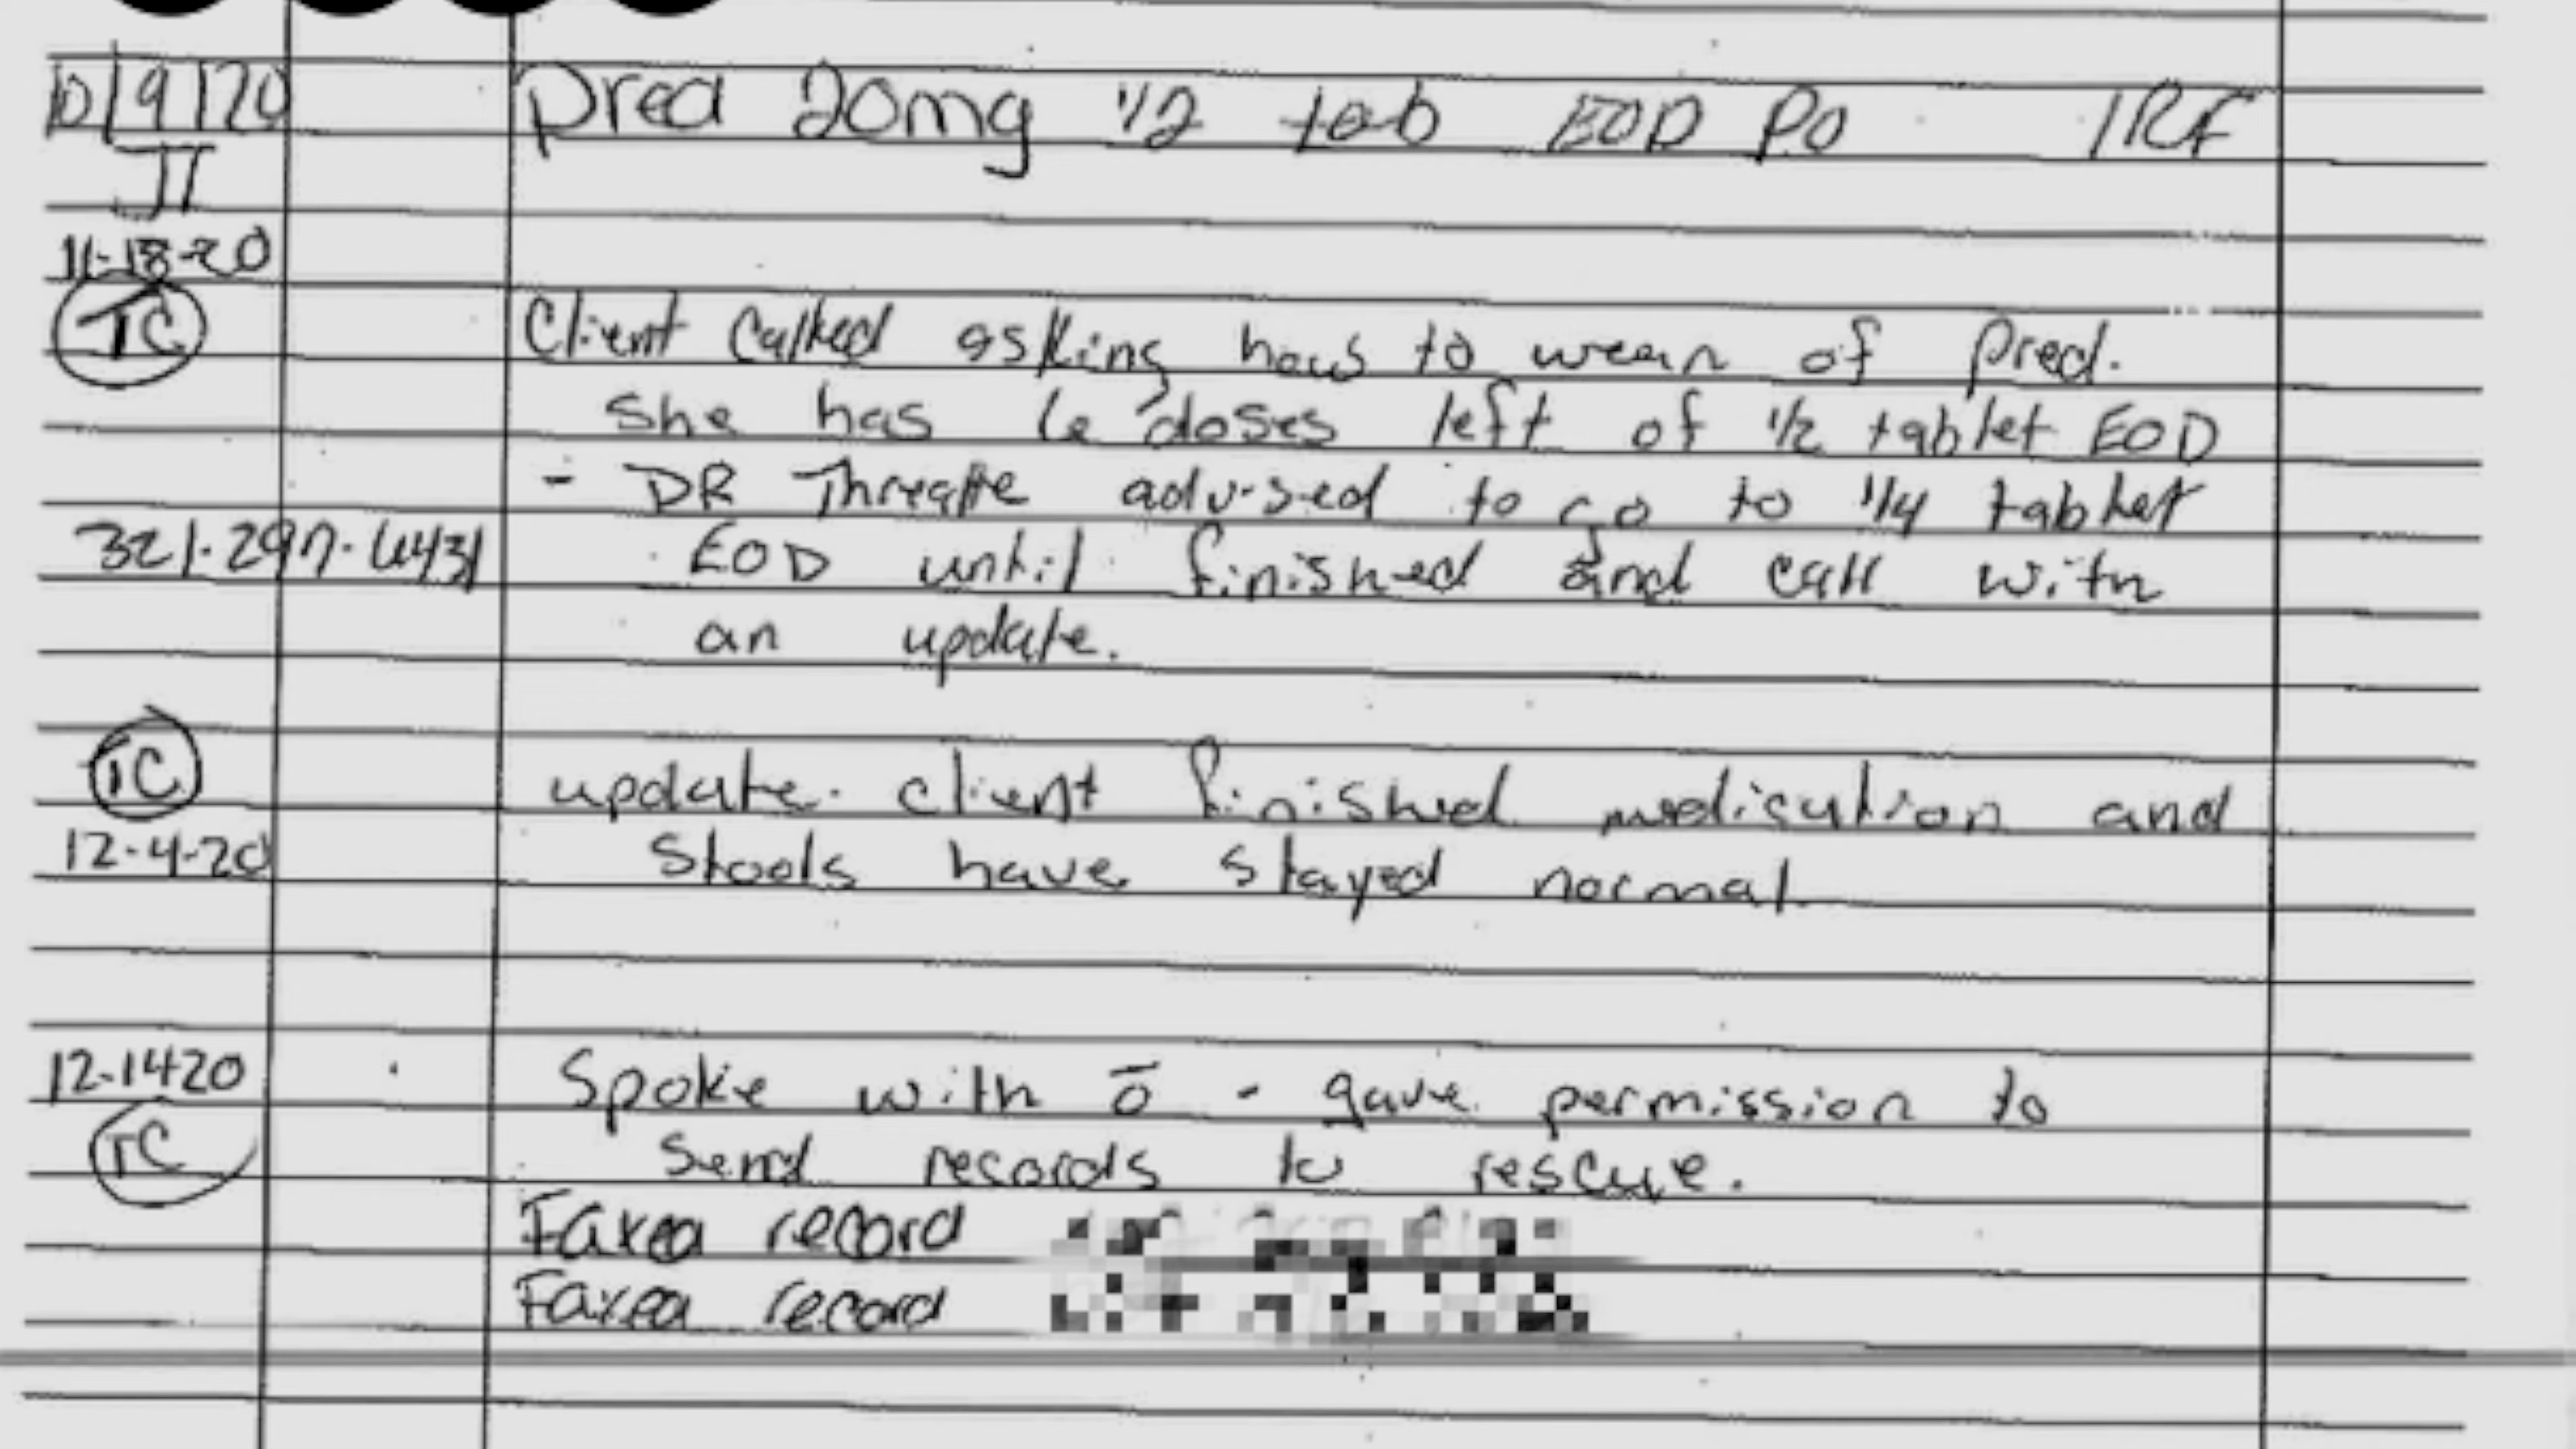 10/9/20 Pred 20mg 1/2 tab EOD PO 1RF
JT
11-18-20
TC Client Called asking how to wean of Pred.
she has 6 doses left of 1/2 tablet EOD
- DR advised to go to 1/4 tablet
321.297.6431 EOD until finished and call with
an update.
TC update. client finished medication and
12-4-20 Stools have stayed normal
12-1420 Spoke with ō - gave permission to
TC Send records to rescue.
Faxed record
Faxed record